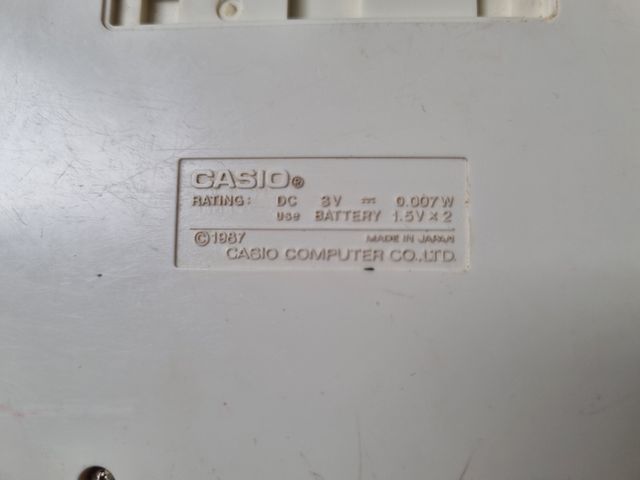 CASIO®
RATING: DC 3V ⎓ 0.007W
use BATTERY 1.5V×2
©1987 MADE IN JAPAN
CASIO COMPUTER CO.,LTD.